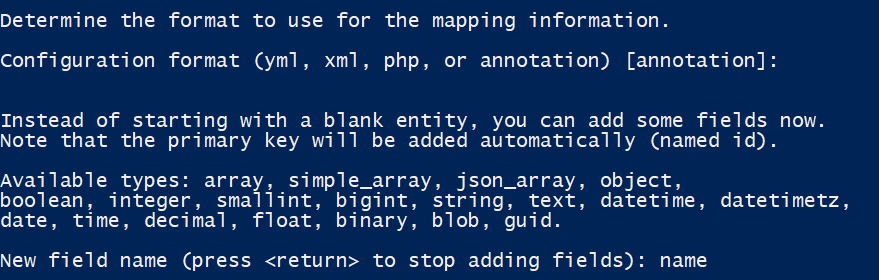 Determine the format to use for the mapping information.
Configuration format (yml, xml, php, or annotation) [annotation]:
Instead of starting with a blank entity, you can add some fields now.
Note that the primary key will be added automatically (named id).
Available types: array, simple_array, json_array, object,
boolean, integer, smallint, bigint, string, text, datetime, datetimetz,
date, time, decimal, float, binary, blob, guid.
New field name (press <return> to stop adding fields): name